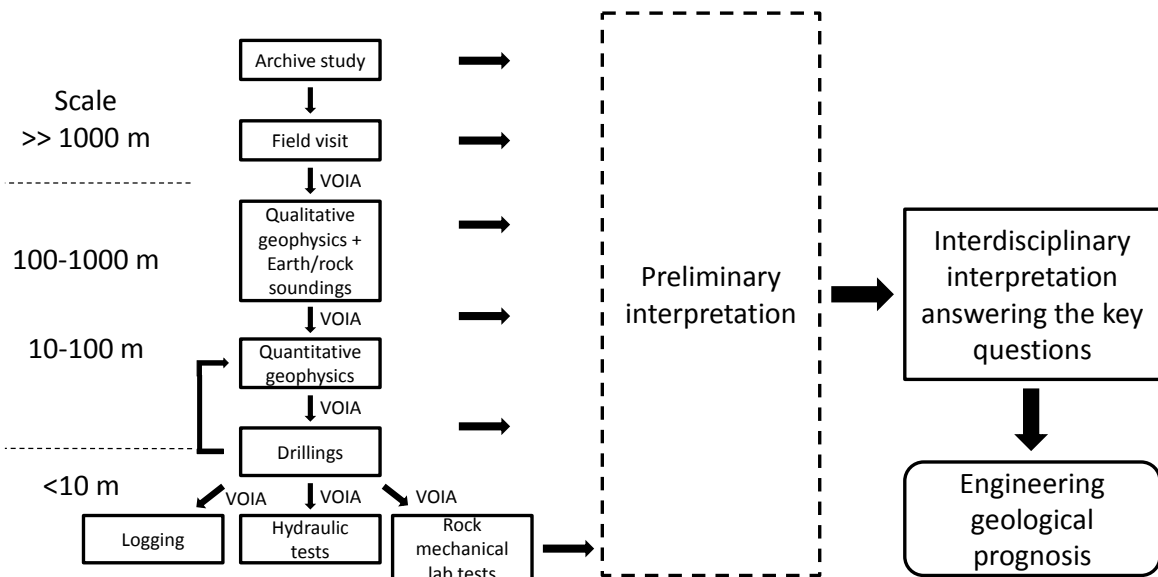 Archive study
Scale
>> 1000 m
Field visit
VOIA
Qualitative
geophysics +
Earth/rock
soundings
100-1000 m
VOIA
10-100 m
Quantitative
geophysics
VOIA
Drillings
<10 m
VOIA
VOIA
VOIA
Logging
Hydraulic
tests
Rock
mechanical
lab tests
Preliminary
interpretation
Interdisciplinary
interpretation
answering the key
questions
Engineering
geological
prognosis